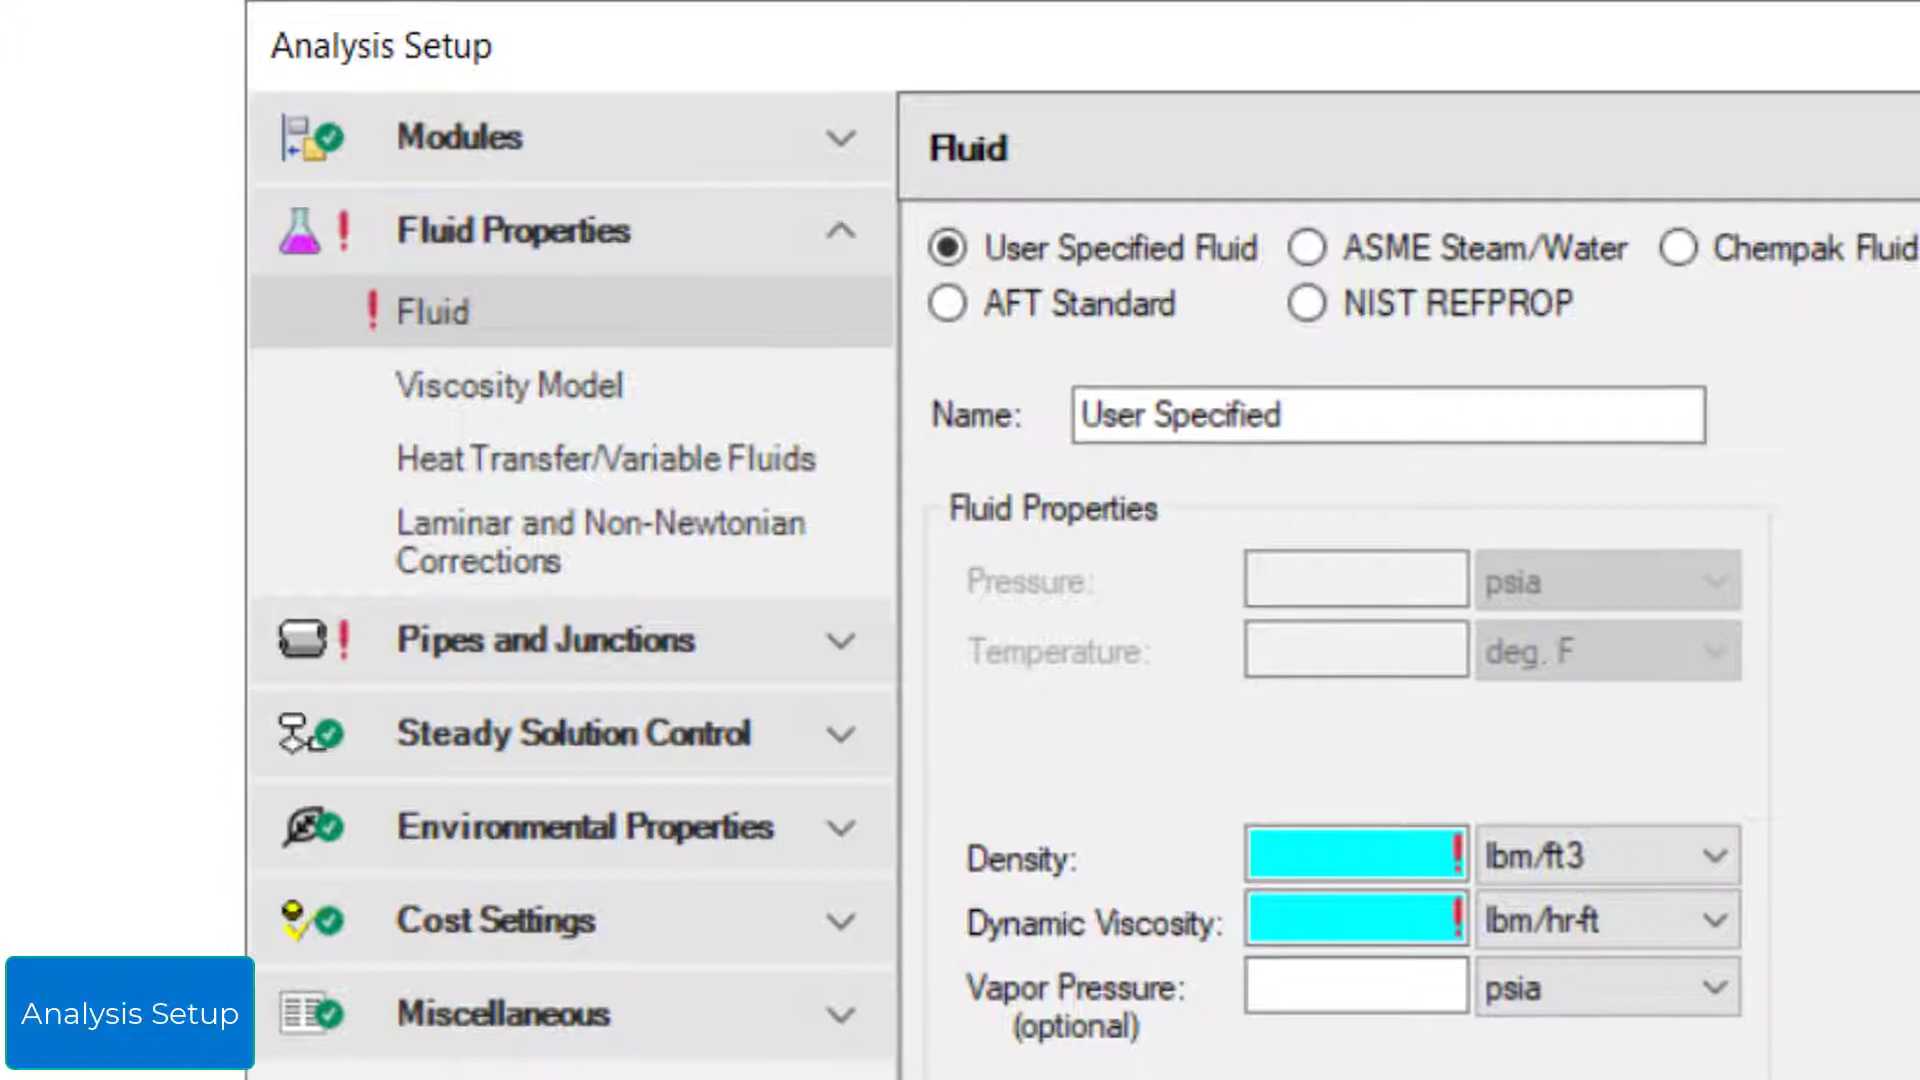 Analysis Setup
Modules
Fluid Properties
Fluid
Viscosity Model
Heat Transfer/Variable Fluids
Laminar and Non-Newtonian
Corrections
Pipes and Junctions
Steady Solution Control
Environmental Properties
Cost Settings
Miscellaneous
Fluid
User Specified Fluid
ASME Steam/Water
Chempak Fluid
AFT Standard
NIST REFPROP
Name: User Specified
Fluid Properties
Pressure: psia
Temperature: deg. F
Density: lbm/ft3
Dynamic Viscosity: lbm/hr-ft
Vapor Pressure: psia
(optional)
Analysis Setup